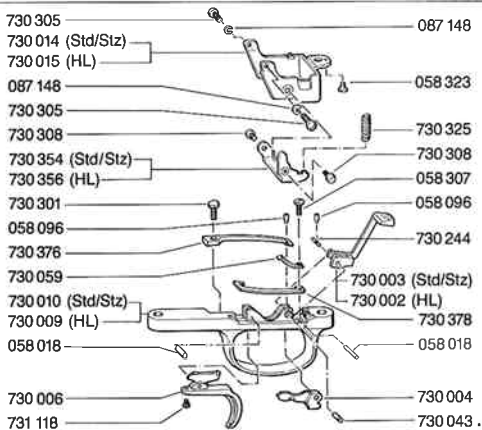 730 305
730 014 (Std/Stz)
730 015 (HL)
087 148
730 305
730 308
730 354 (Std/Stz)
730 356 (HL)
730 301
058 096
730 376
730 059
730 010 (Std/Stz)
730 009 (HL)
058 018
730 006
731 118
087 148
058 323
730 325
730 308
058 307
058 096
730 244
730 003 (Std/Stz)
730 002 (HL)
730 378
058 018
730 004
730 043 .